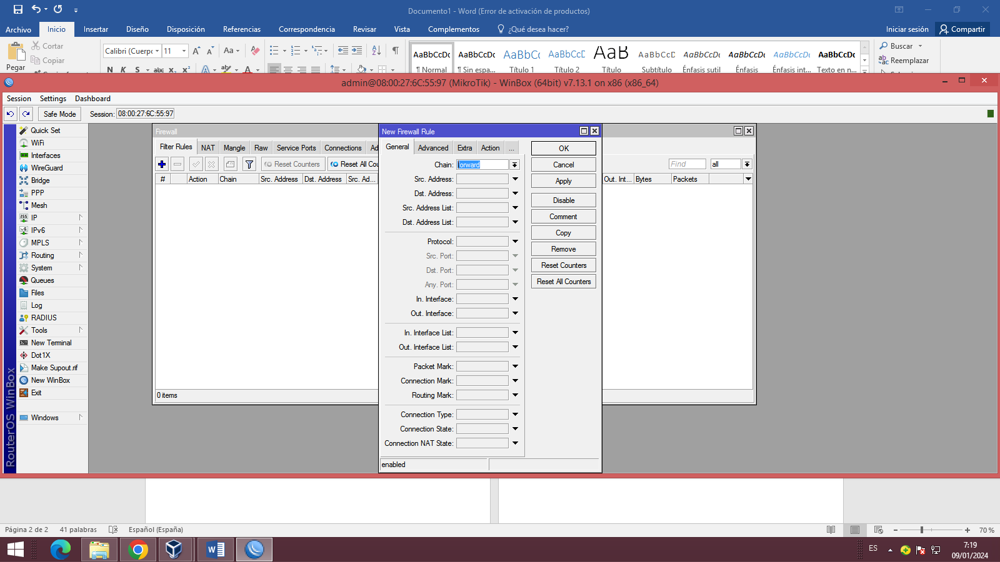 Documento1 - Word (Error de activación de productos)
Archivo Inicio Insertar Diseño Disposición Referencias Correspondencia Revisar Vista Complementos ¿Qué desea hacer? Iniciar sesión Compartir
Pegar
Cortar
Copiar
Calibri (Cuerpo 11
N K S abc
AaBbCcDc AaBbCcDc AaBbC AaBbCcC AaB AaBbCcD AaBbCcDc AaBbCcDc AaBbCcDc AaBbCcDc
¶ Normal ¶ Sin espa... Título 1 Título 2 Título Subtítulo Énfasis sutil Énfasis Énfasis int... Texto en n...
Buscar
Reemplazar
admin@08:00:27:6C:55:97 (MikroTik) - WinBox (64bit) v7.13.1 on x86 (x86_64)
Session Settings Dashboard
Safe Mode Session: 08:00:27:6C:55:97
RouterOS WinBox
Quick Set
WiFi
Interfaces
WireGuard
Bridge
PPP
Mesh
IP
IPv6
MPLS
Routing
System
Queues
Files
Log
RADIUS
Tools
New Terminal
Dot1X
Make Supout.rif
New WinBox
Exit
Windows
Firewall
Filter Rules NAT Mangle Raw Service Ports Connections Ad
Reset Counters Reset All Cou
Find all
# Action Chain Src. Address Dst. Address Src. Ad... Out. Int... Bytes Packets
0 items
New Firewall Rule
General Advanced Extra Action ...
Chain: forward
Src. Address:
Dst. Address:
Src. Address List:
Dst. Address List:
Protocol:
Src. Port:
Dst. Port:
Any. Port:
In. Interface:
Out. Interface:
In. Interface List:
Out. Interface List:
Packet Mark:
Connection Mark:
Routing Mark:
Connection Type:
Connection State:
Connection NAT State:
enabled
OK
Cancel
Apply
Disable
Comment
Copy
Remove
Reset Counters
Reset All Counters
Página 2 de 2 41 palabras Español (España) 70 %
ES 7:19
09/01/2024